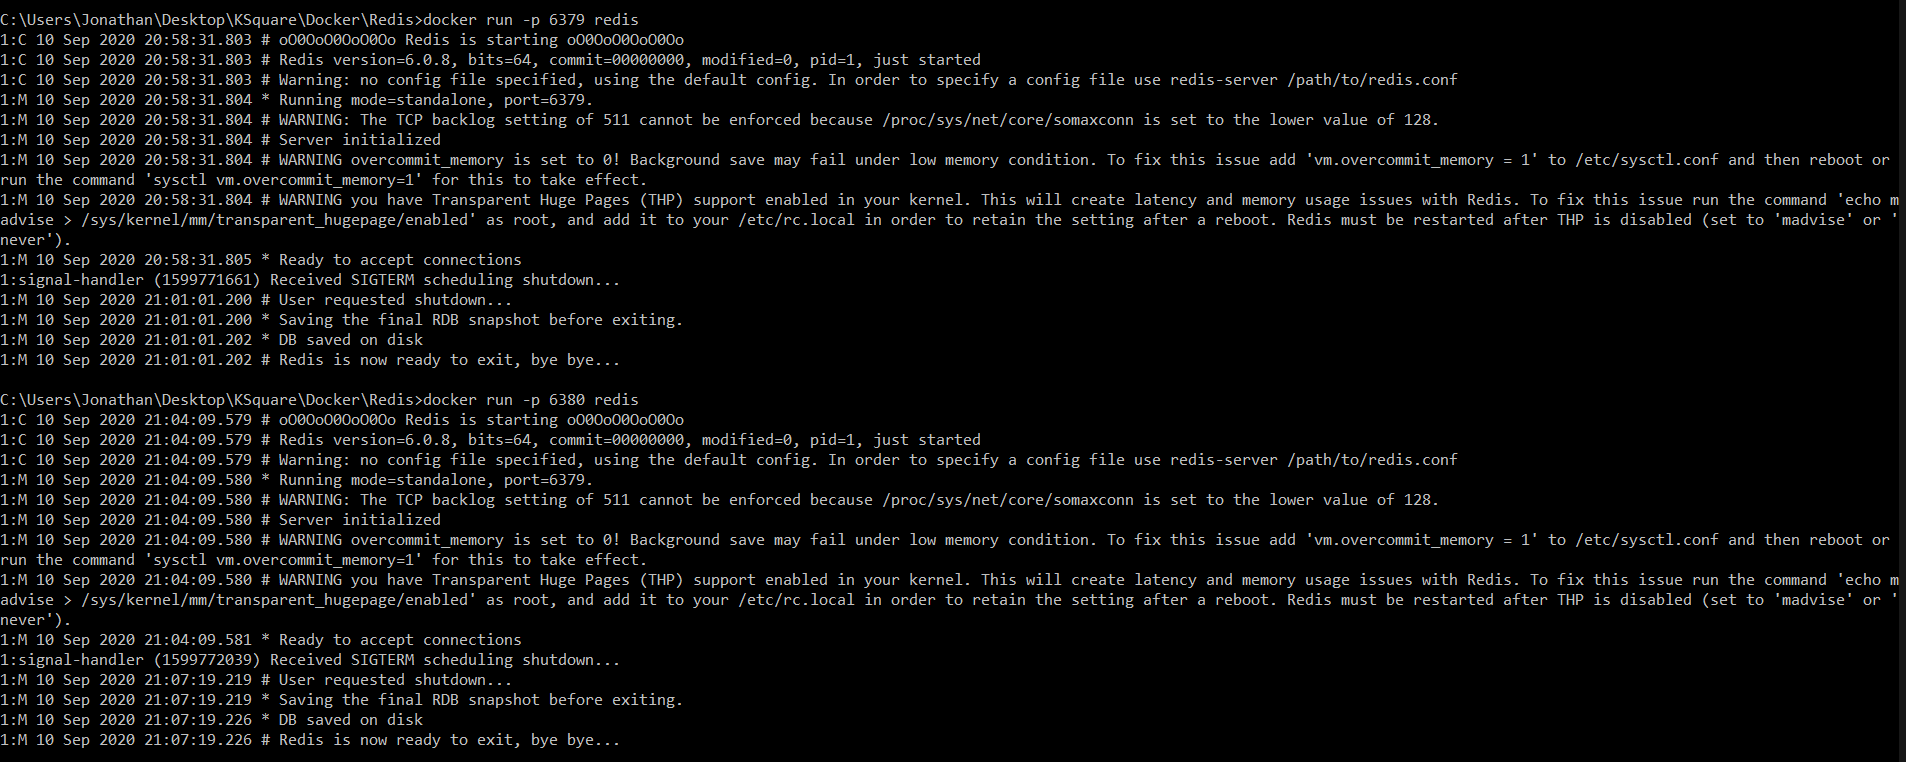 C:\Users\Jonathan\Desktop\KSquare\Docker\Redis>docker run -p 6379 redis
1:C 10 Sep 2020 20:58:31.803 # oO0OoO0OoO0Oo Redis is starting oO0OoO0OoO0Oo
1:C 10 Sep 2020 20:58:31.803 # Redis version=6.0.8, bits=64, commit=00000000, modified=0, pid=1, just started
1:C 10 Sep 2020 20:58:31.803 # Warning: no config file specified, using the default config. In order to specify a config file use redis-server /path/to/redis.conf
1:M 10 Sep 2020 20:58:31.804 * Running mode=standalone, port=6379.
1:M 10 Sep 2020 20:58:31.804 # WARNING: The TCP backlog setting of 511 cannot be enforced because /proc/sys/net/core/somaxconn is set to the lower value of 128.
1:M 10 Sep 2020 20:58:31.804 # Server initialized
1:M 10 Sep 2020 20:58:31.804 # WARNING overcommit_memory is set to 0! Background save may fail under low memory condition. To fix this issue add 'vm.overcommit_memory = 1' to /etc/sysctl.conf and then reboot or
run the command 'sysctl vm.overcommit_memory=1' for this to take effect.
1:M 10 Sep 2020 20:58:31.804 # WARNING you have Transparent Huge Pages (THP) support enabled in your kernel. This will create latency and memory usage issues with Redis. To fix this issue run the command 'echo m
advise > /sys/kernel/mm/transparent_hugepage/enabled' as root, and add it to your /etc/rc.local in order to retain the setting after a reboot. Redis must be restarted after THP is disabled (set to 'madvise' or '
never').
1:M 10 Sep 2020 20:58:31.805 * Ready to accept connections
1:signal-handler (1599771661) Received SIGTERM scheduling shutdown...
1:M 10 Sep 2020 21:01:01.200 # User requested shutdown...
1:M 10 Sep 2020 21:01:01.200 * Saving the final RDB snapshot before exiting.
1:M 10 Sep 2020 21:01:01.202 * DB saved on disk
1:M 10 Sep 2020 21:01:01.202 # Redis is now ready to exit, bye bye...
C:\Users\Jonathan\Desktop\KSquare\Docker\Redis>docker run -p 6380 redis
1:C 10 Sep 2020 21:04:09.579 # oO0OoO0OoO0Oo Redis is starting oO0OoO0OoO0Oo
1:C 10 Sep 2020 21:04:09.579 # Redis version=6.0.8, bits=64, commit=00000000, modified=0, pid=1, just started
1:C 10 Sep 2020 21:04:09.579 # Warning: no config file specified, using the default config. In order to specify a config file use redis-server /path/to/redis.conf
1:M 10 Sep 2020 21:04:09.580 * Running mode=standalone, port=6379.
1:M 10 Sep 2020 21:04:09.580 # WARNING: The TCP backlog setting of 511 cannot be enforced because /proc/sys/net/core/somaxconn is set to the lower value of 128.
1:M 10 Sep 2020 21:04:09.580 # Server initialized
1:M 10 Sep 2020 21:04:09.580 # WARNING overcommit_memory is set to 0! Background save may fail under low memory condition. To fix this issue add 'vm.overcommit_memory = 1' to /etc/sysctl.conf and then reboot or
run the command 'sysctl vm.overcommit_memory=1' for this to take effect.
1:M 10 Sep 2020 21:04:09.580 # WARNING you have Transparent Huge Pages (THP) support enabled in your kernel. This will create latency and memory usage issues with Redis. To fix this issue run the command 'echo m
advise > /sys/kernel/mm/transparent_hugepage/enabled' as root, and add it to your /etc/rc.local in order to retain the setting after a reboot. Redis must be restarted after THP is disabled (set to 'madvise' or '
never').
1:M 10 Sep 2020 21:04:09.581 * Ready to accept connections
1:signal-handler (1599772039) Received SIGTERM scheduling shutdown...
1:M 10 Sep 2020 21:07:19.219 # User requested shutdown...
1:M 10 Sep 2020 21:07:19.219 * Saving the final RDB snapshot before exiting.
1:M 10 Sep 2020 21:07:19.226 * DB saved on disk
1:M 10 Sep 2020 21:07:19.226 # Redis is now ready to exit, bye bye...